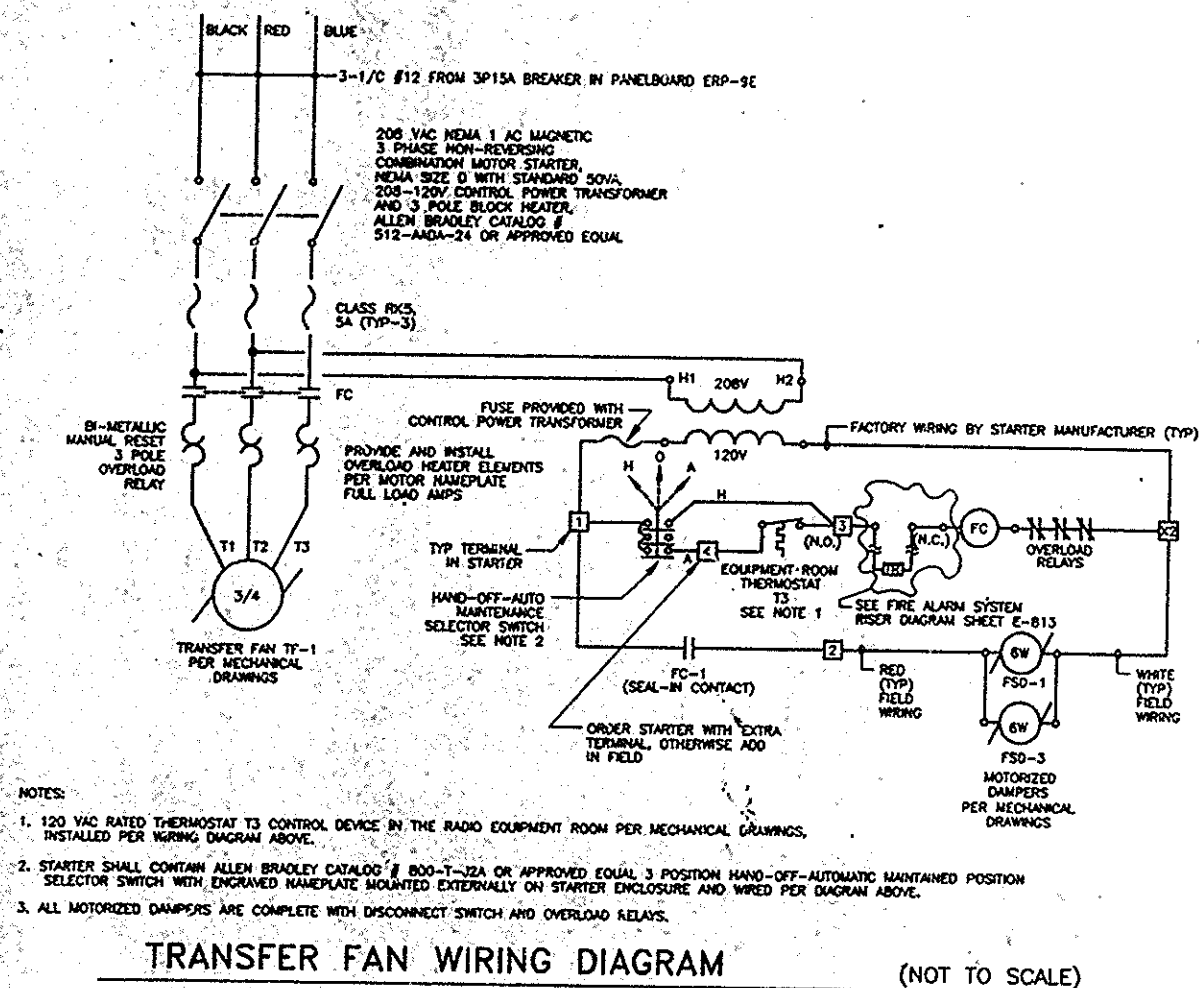 BLACK RED BLUE
3-1/C #12 FROM 3P15A BREAKER IN PANELBOARD ERP-9E
208 VAC NEMA 1 AC MAGNETIC
3 PHASE NON-REVERSING
COMBINATION MOTOR STARTER,
NEMA SIZE 0 WITH STANDARD 50VA,
208-120V CONTROL POWER TRANSFORMER
AND 3 POLE BLOCK HEATER,
ALLEN BRADLEY CATALOG #
512-AADA-24 OR APPROVED EQUAL
CLASS RK5,
5A (TYP-3)
H1 208V H2
FC
FUSE PROVIDED WITH
CONTROL POWER TRANSFORMER
120V
FACTORY WIRING BY STARTER MANUFACTURER (TYP)
BI-METALLIC
MANUAL RESET
3 POLE
OVERLOAD
RELAY
PROVIDE AND INSTALL
OVERLOAD HEATER ELEMENTS
PER MOTOR NAMEPLATE
FULL LOAD AMPS
H O A
H
1
3
(N.O.)
(N.C.)
FC
X2
OVERLOAD
RELAYS
TYP TERMINAL
IN STARTER
A
4
EQUIPMENT ROOM
THERMOSTAT
T3
SEE NOTE 1
T1 T2 T3
3/4
TRANSFER FAN TF-1
PER MECHANICAL
DRAWINGS
HAND-OFF-AUTO
MAINTENANCE
SELECTOR SWITCH
SEE NOTE 2
SEE FIRE ALARM SYSTEM
RISER DIAGRAM SHEET E-813
FC-1
(SEAL-IN CONTACT)
2
RED
(TYP)
FIELD
WIRING
6W
FSD-1
WHITE
(TYP)
FIELD
WIRING
6W
FSD-3
MOTORIZED
DAMPERS
PER MECHANICAL
DRAWINGS
ORDER STARTER WITH EXTRA
TERMINAL, OTHERWISE ADD
IN FIELD
NOTES:
1. 120 VAC RATED THERMOSTAT T3 CONTROL DEVICE IN THE RADIO EQUIPMENT ROOM PER MECHANICAL DRAWINGS,
INSTALLED PER WIRING DIAGRAM ABOVE.
2. STARTER SHALL CONTAIN ALLEN BRADLEY CATALOG # 800-T-J2A OR APPROVED EQUAL 3 POSITION HAND-OFF-AUTOMATIC MAINTAINED POSITION
SELECTOR SWITCH WITH ENGRAVED NAMEPLATE MOUNTED EXTERNALLY ON STARTER ENCLOSURE AND WIRED PER DIAGRAM ABOVE.
3. ALL MOTORIZED DAMPERS ARE COMPLETE WITH DISCONNECT SWITCH AND OVERLOAD RELAYS.
TRANSFER FAN WIRING DIAGRAM
(NOT TO SCALE)